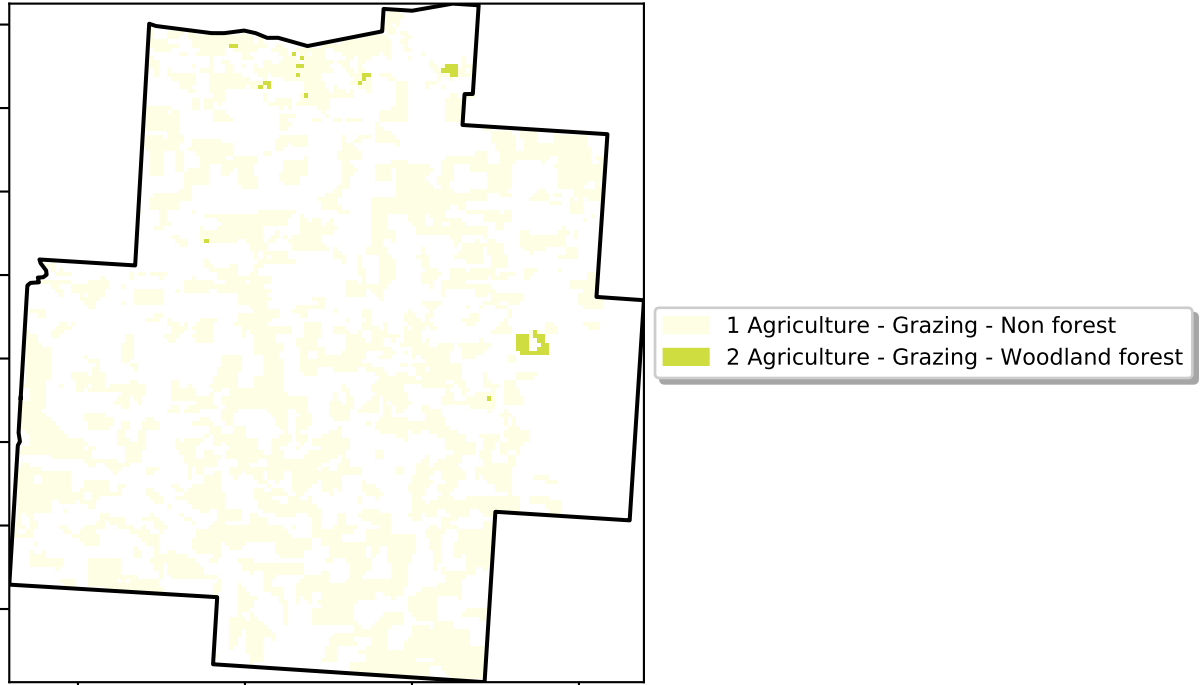 1 Agriculture - Grazing - Non forest
2 Agriculture - Grazing - Woodland forest